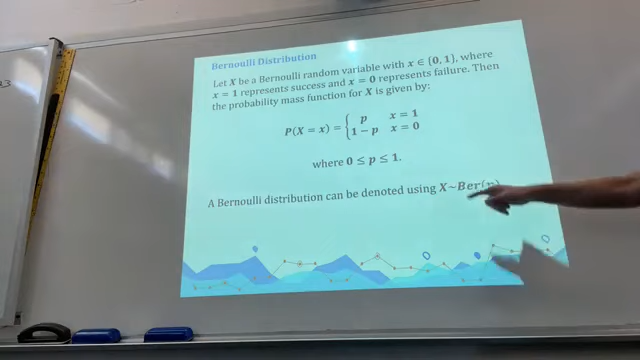 Bernoulli Distribution
Let X be a Bernoulli random variable with x ∈ {0, 1}, where
x = 1 represents success and x = 0 represents failure. Then
the probability mass function for X is given by:
P(X = x) = { p x = 1
1 − p x = 0
where 0 ≤ p ≤ 1.
A Bernoulli distribution can be denoted using X~Ber(p)